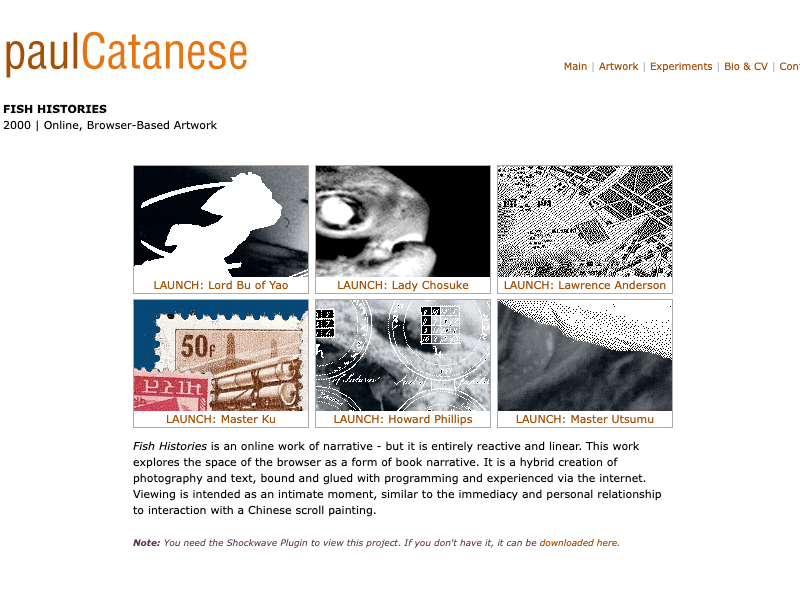 paulCatanese
Main | Artwork | Experiments | Bio & CV | Cont
FISH HISTORIES
2000 | Online, Browser-Based Artwork
LAUNCH: Lord Bu of Yao
LAUNCH: Lady Chosuke
LAUNCH: Lawrence Anderson
50f
LAUNCH: Master Ku
LAUNCH: Howard Phillips
LAUNCH: Master Utsumu
Fish Histories is an online work of narrative - but it is entirely reactive and linear. This work
explores the space of the browser as a form of book narrative. It is a hybrid creation of
photography and text, bound and glued with programming and experienced via the internet.
Viewing is intended as an intimate moment, similar to the immediacy and personal relationship
to interaction with a Chinese scroll painting.
Note: You need the Shockwave Plugin to view this project. If you don't have it, it can be downloaded here.